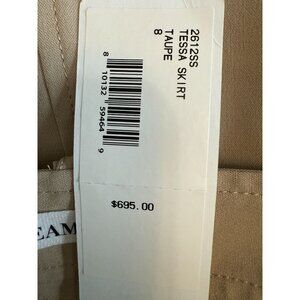 2612SS
TESSA SKIRT
TAUPE
8
8 10132 59464 9
$695.00
EAM